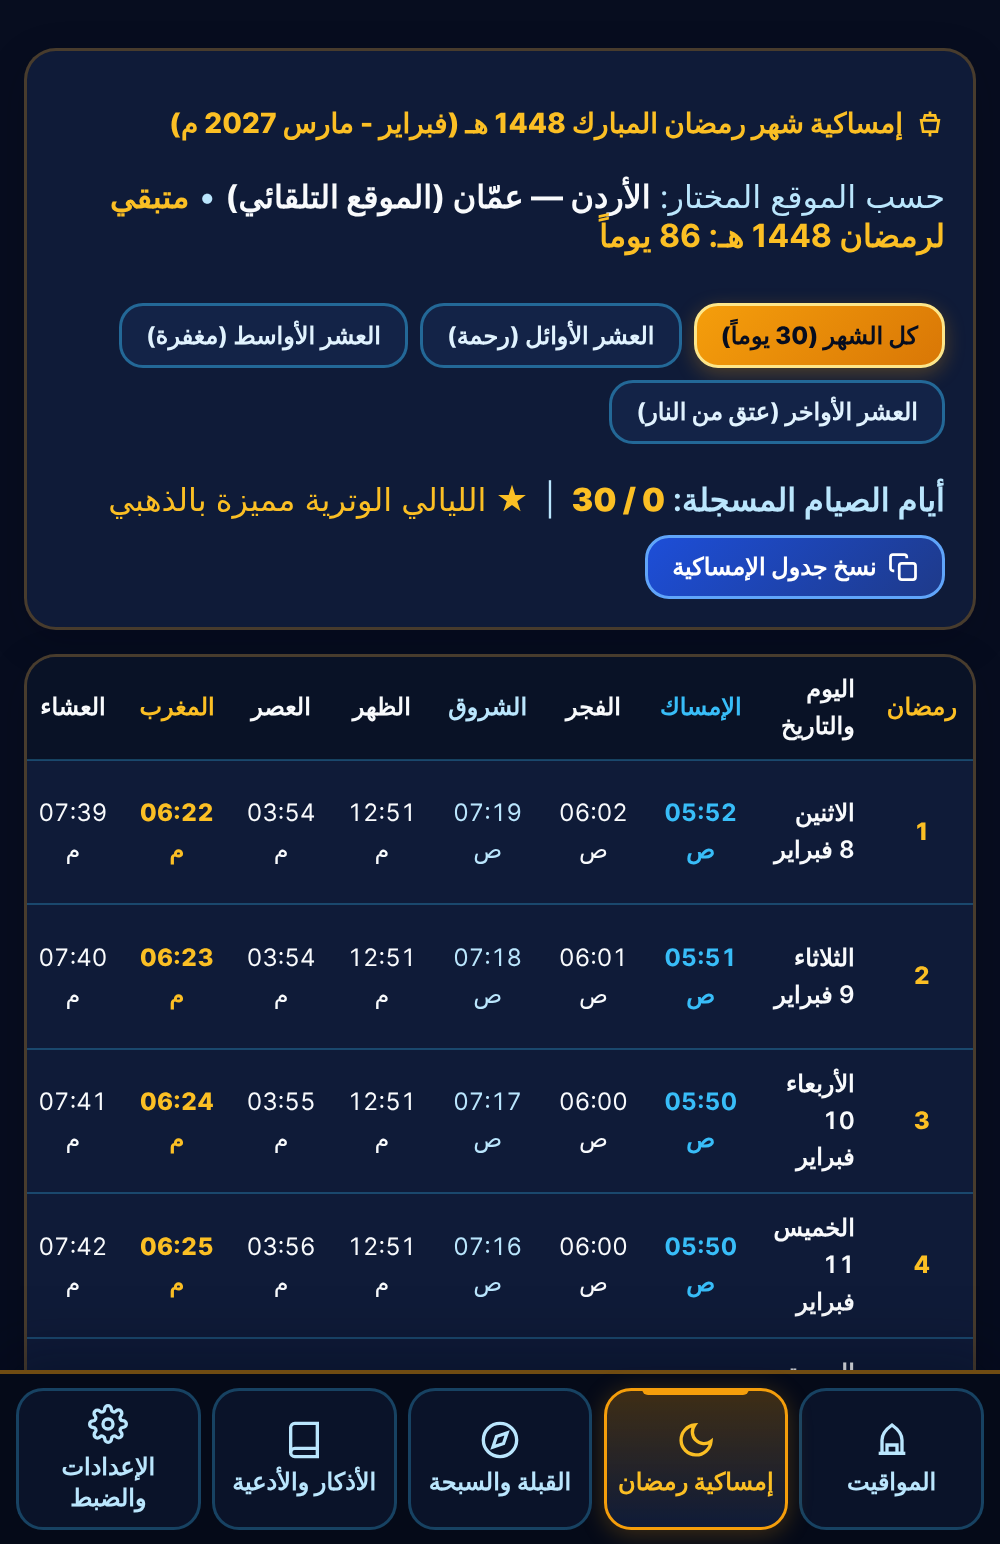 إمساكية شهر رمضان المبارك 1448 هـ (فبراير - مارس 2027 م)
حسب الموقع المختار: الأردن — عمّان (الموقع التلقائي) • متبقي
لرمضان 1448 هـ: 86 يوماً
كل الشهر (30 يوماً)
العشر الأوائل (رحمة)
العشر الأواسط (مغفرة)
العشر الأواخر (عتق من النار)
أيام الصيام المسجلة: 0 / 30 | ★ الليالي الوترية مميزة بالذهبي
نسخ جدول الإمساكية
رمضان اليوم والتاريخ الإمساك الفجر الشروق الظهر العصر المغرب العشاء
1 الاثنين 8 فبراير 05:52 ص 06:02 ص 07:19 ص 12:51 م 03:54 م 06:22 م 07:39 م
2 الثلاثاء 9 فبراير 05:51 ص 06:01 ص 07:18 ص 12:51 م 03:54 م 06:23 م 07:40 م
3 الأربعاء 10 فبراير 05:50 ص 06:00 ص 07:17 ص 12:51 م 03:55 م 06:24 م 07:41 م
4 الخميس 11 فبراير 05:50 ص 06:00 ص 07:16 ص 12:51 م 03:56 م 06:25 م 07:42 م
المواقيت
إمساكية رمضان
القبلة والسبحة
الأذكار والأدعية
الإعدادات
والضبط